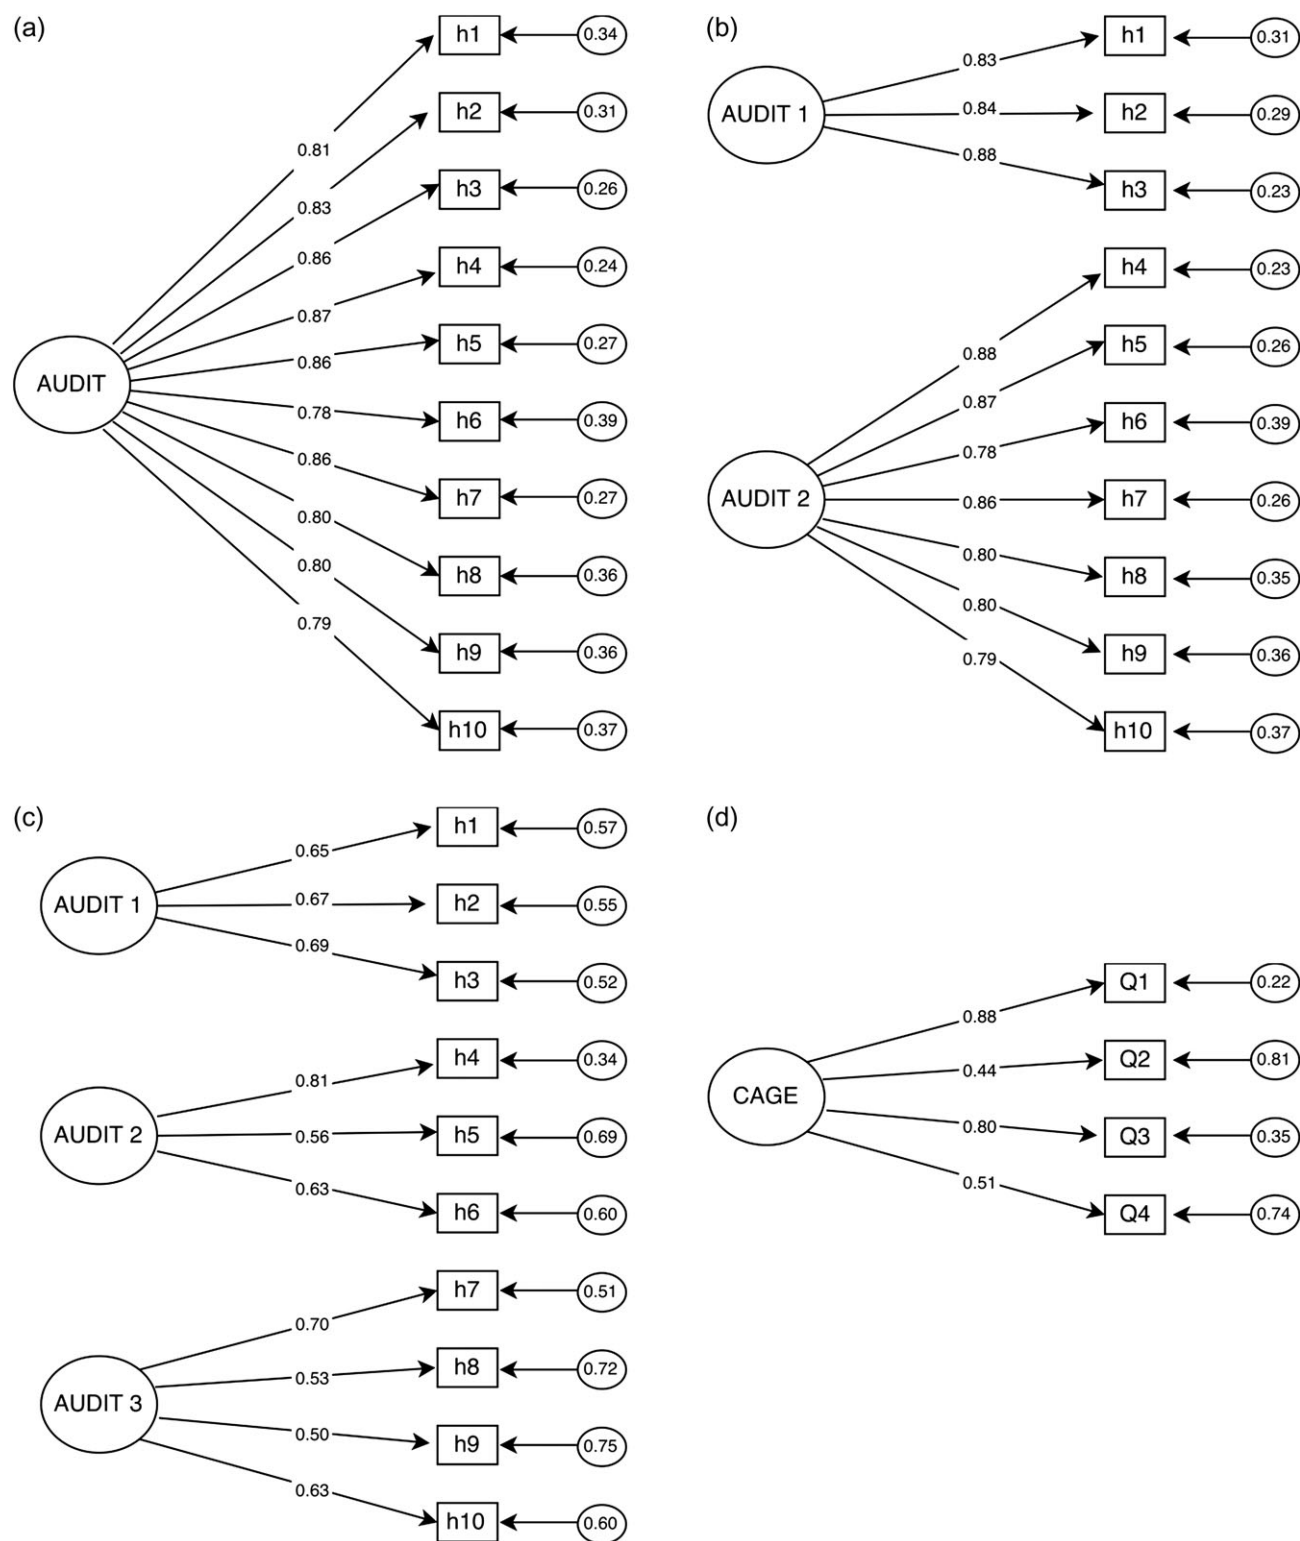 (a)
h1
0.34
0.81
h2
0.31
0.83
h3
0.26
0.86
h4
0.24
0.87
h5
0.27
0.86
AUDIT
h6
0.39
0.78
h7
0.27
0.86
h8
0.36
0.80
h9
0.36
0.80
h10
0.37
0.79
(b)
AUDIT 1
0.83
h1
0.31
0.84
h2
0.29
0.88
h3
0.23
AUDIT 2
0.88
h4
0.23
0.87
h5
0.26
0.78
h6
0.39
0.86
h7
0.26
0.80
h8
0.35
0.80
h9
0.36
0.79
h10
0.37
(c)
AUDIT 1
0.65
h1
0.57
0.67
h2
0.55
0.69
h3
0.52
AUDIT 2
0.81
h4
0.34
0.56
h5
0.69
0.63
h6
0.60
AUDIT 3
0.70
h7
0.51
0.53
h8
0.72
0.50
h9
0.75
0.63
h10
0.60
(d)
CAGE
0.88
Q1
0.22
0.44
Q2
0.81
0.80
Q3
0.35
0.51
Q4
0.74